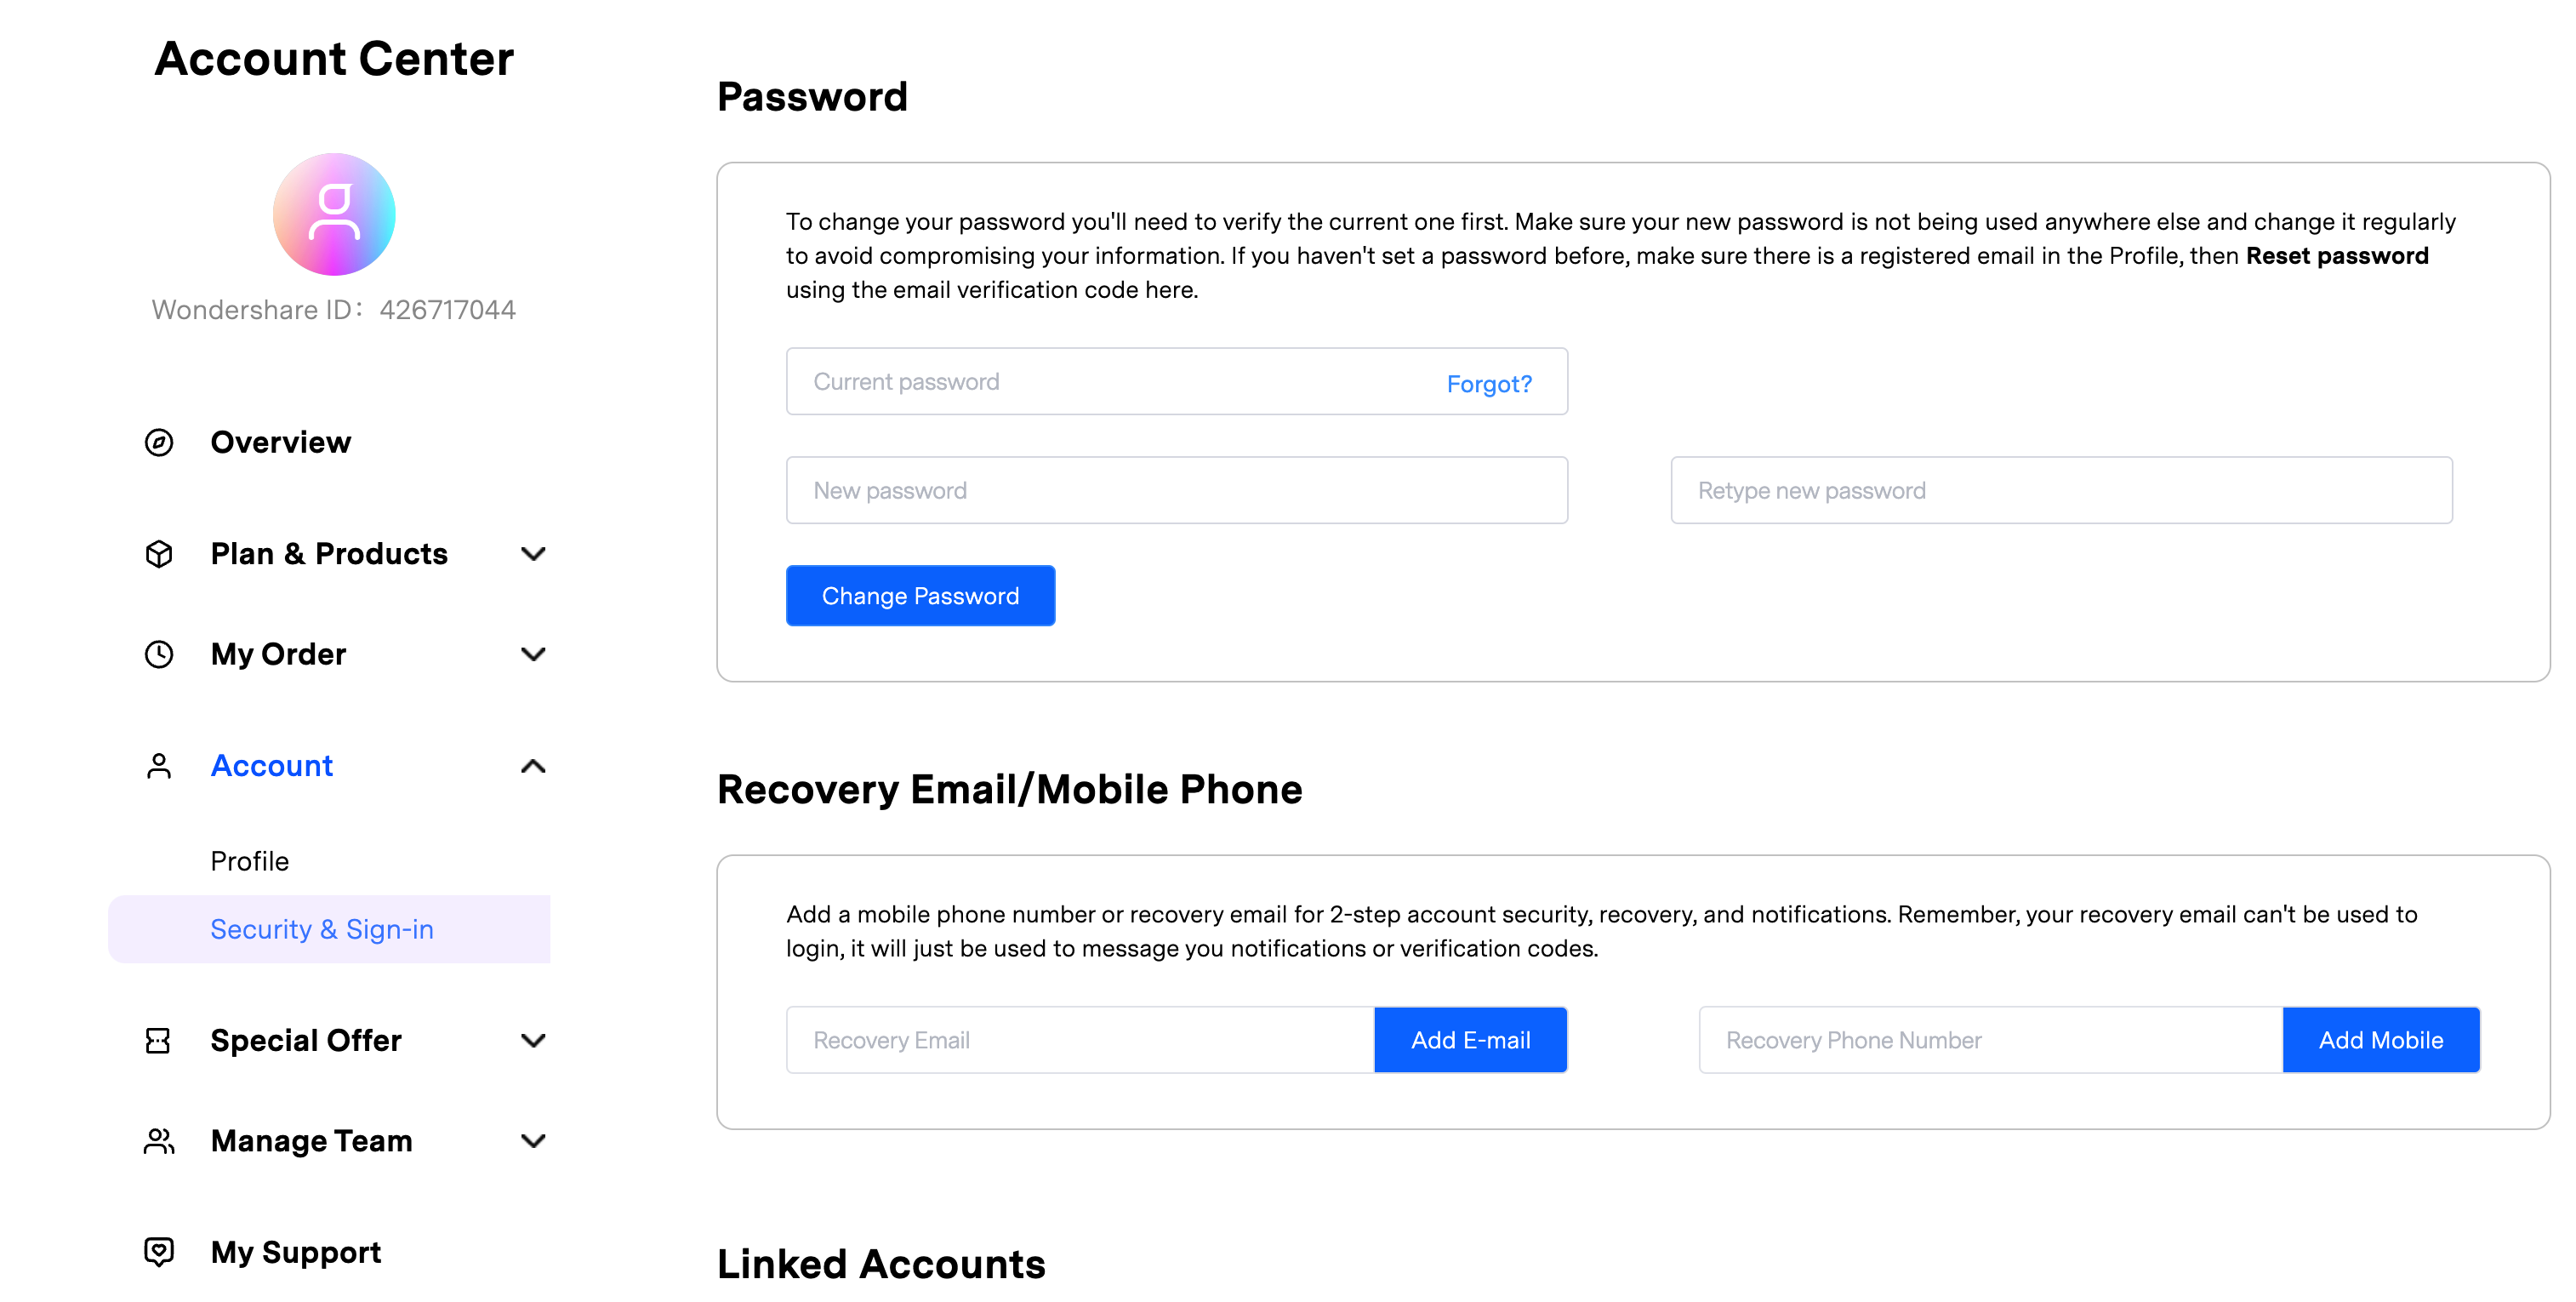 Account Center
Wondershare ID： 426717044
Overview
Plan & Products
My Order
Account
Profile
Security & Sign-in
Special Offer
Manage Team
My Support
Password
To change your password you'll need to verify the current one first. Make sure your new password is not being used anywhere else and change it regularly
to avoid compromising your information. If you haven't set a password before, make sure there is a registered email in the Profile, then Reset password
using the email verification code here.
Current password Forgot?
New password Retype new password
Change Password
Recovery Email/Mobile Phone
Add a mobile phone number or recovery email for 2-step account security, recovery, and notifications. Remember, your recovery email can't be used to
login, it will just be used to message you notifications or verification codes.
Recovery Email Add E-mail Recovery Phone Number Add Mobile
Linked Accounts